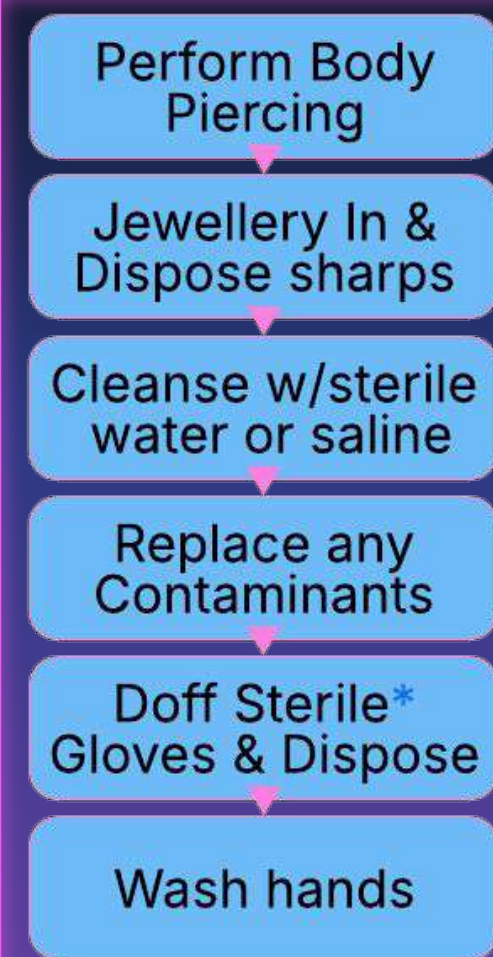 Perform Body
Piercing
Jewellery In &
Dispose sharps
Cleanse w/sterile
water or saline
Replace any
Contaminants
Doff Sterile*
Gloves & Dispose
Wash hands